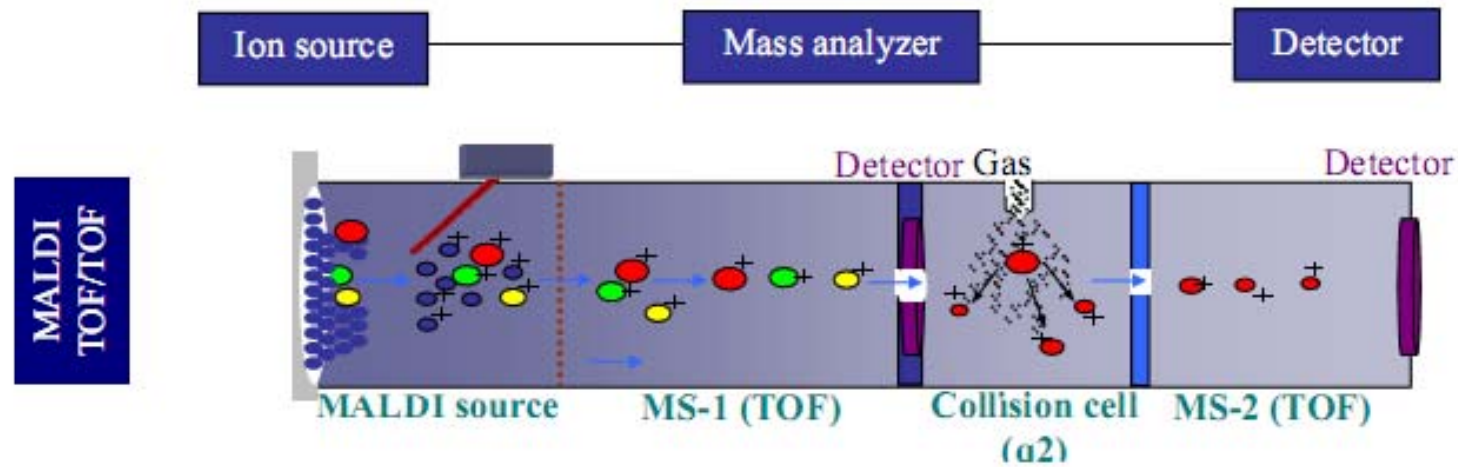 Ion source
Mass analyzer
Detector
MALDI
TOF/TOF
Detector
Gas
Detector
MALDI source
MS-1 (TOF)
Collision cell
(q2)
MS-2 (TOF)